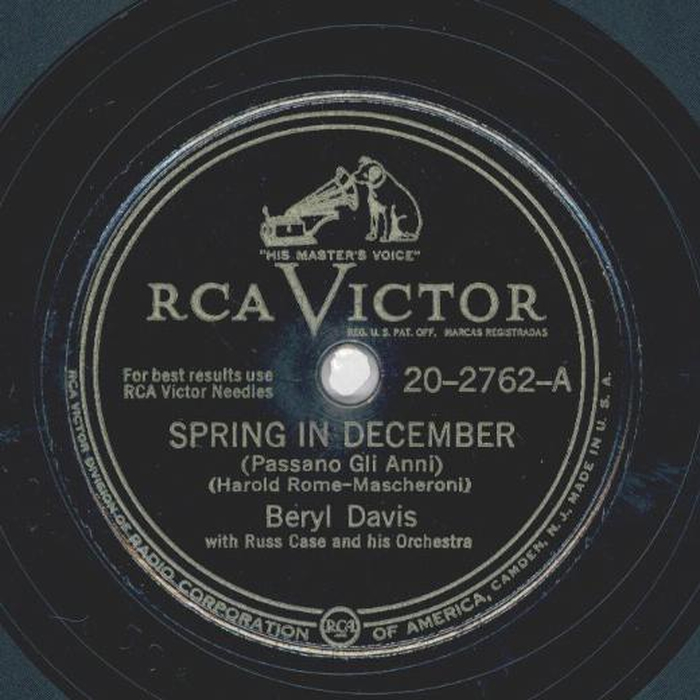 "HIS MASTER'S VOICE"
RCA VICTOR
REG. U. S. PAT. OFF. MARCAS REGISTRADAS
For best results use
RCA Victor Needles
20-2762-A
SPRING IN DECEMBER
(Passano Gli Anni)
(Harold Rome-Mascheroni)
Beryl Davis
with Russ Case and his Orchestra
RCA VICTOR DIVISION OF RADIO CORPORATION RCA OF AMERICA, CAMDEN, N. J., MADE IN U. S. A.